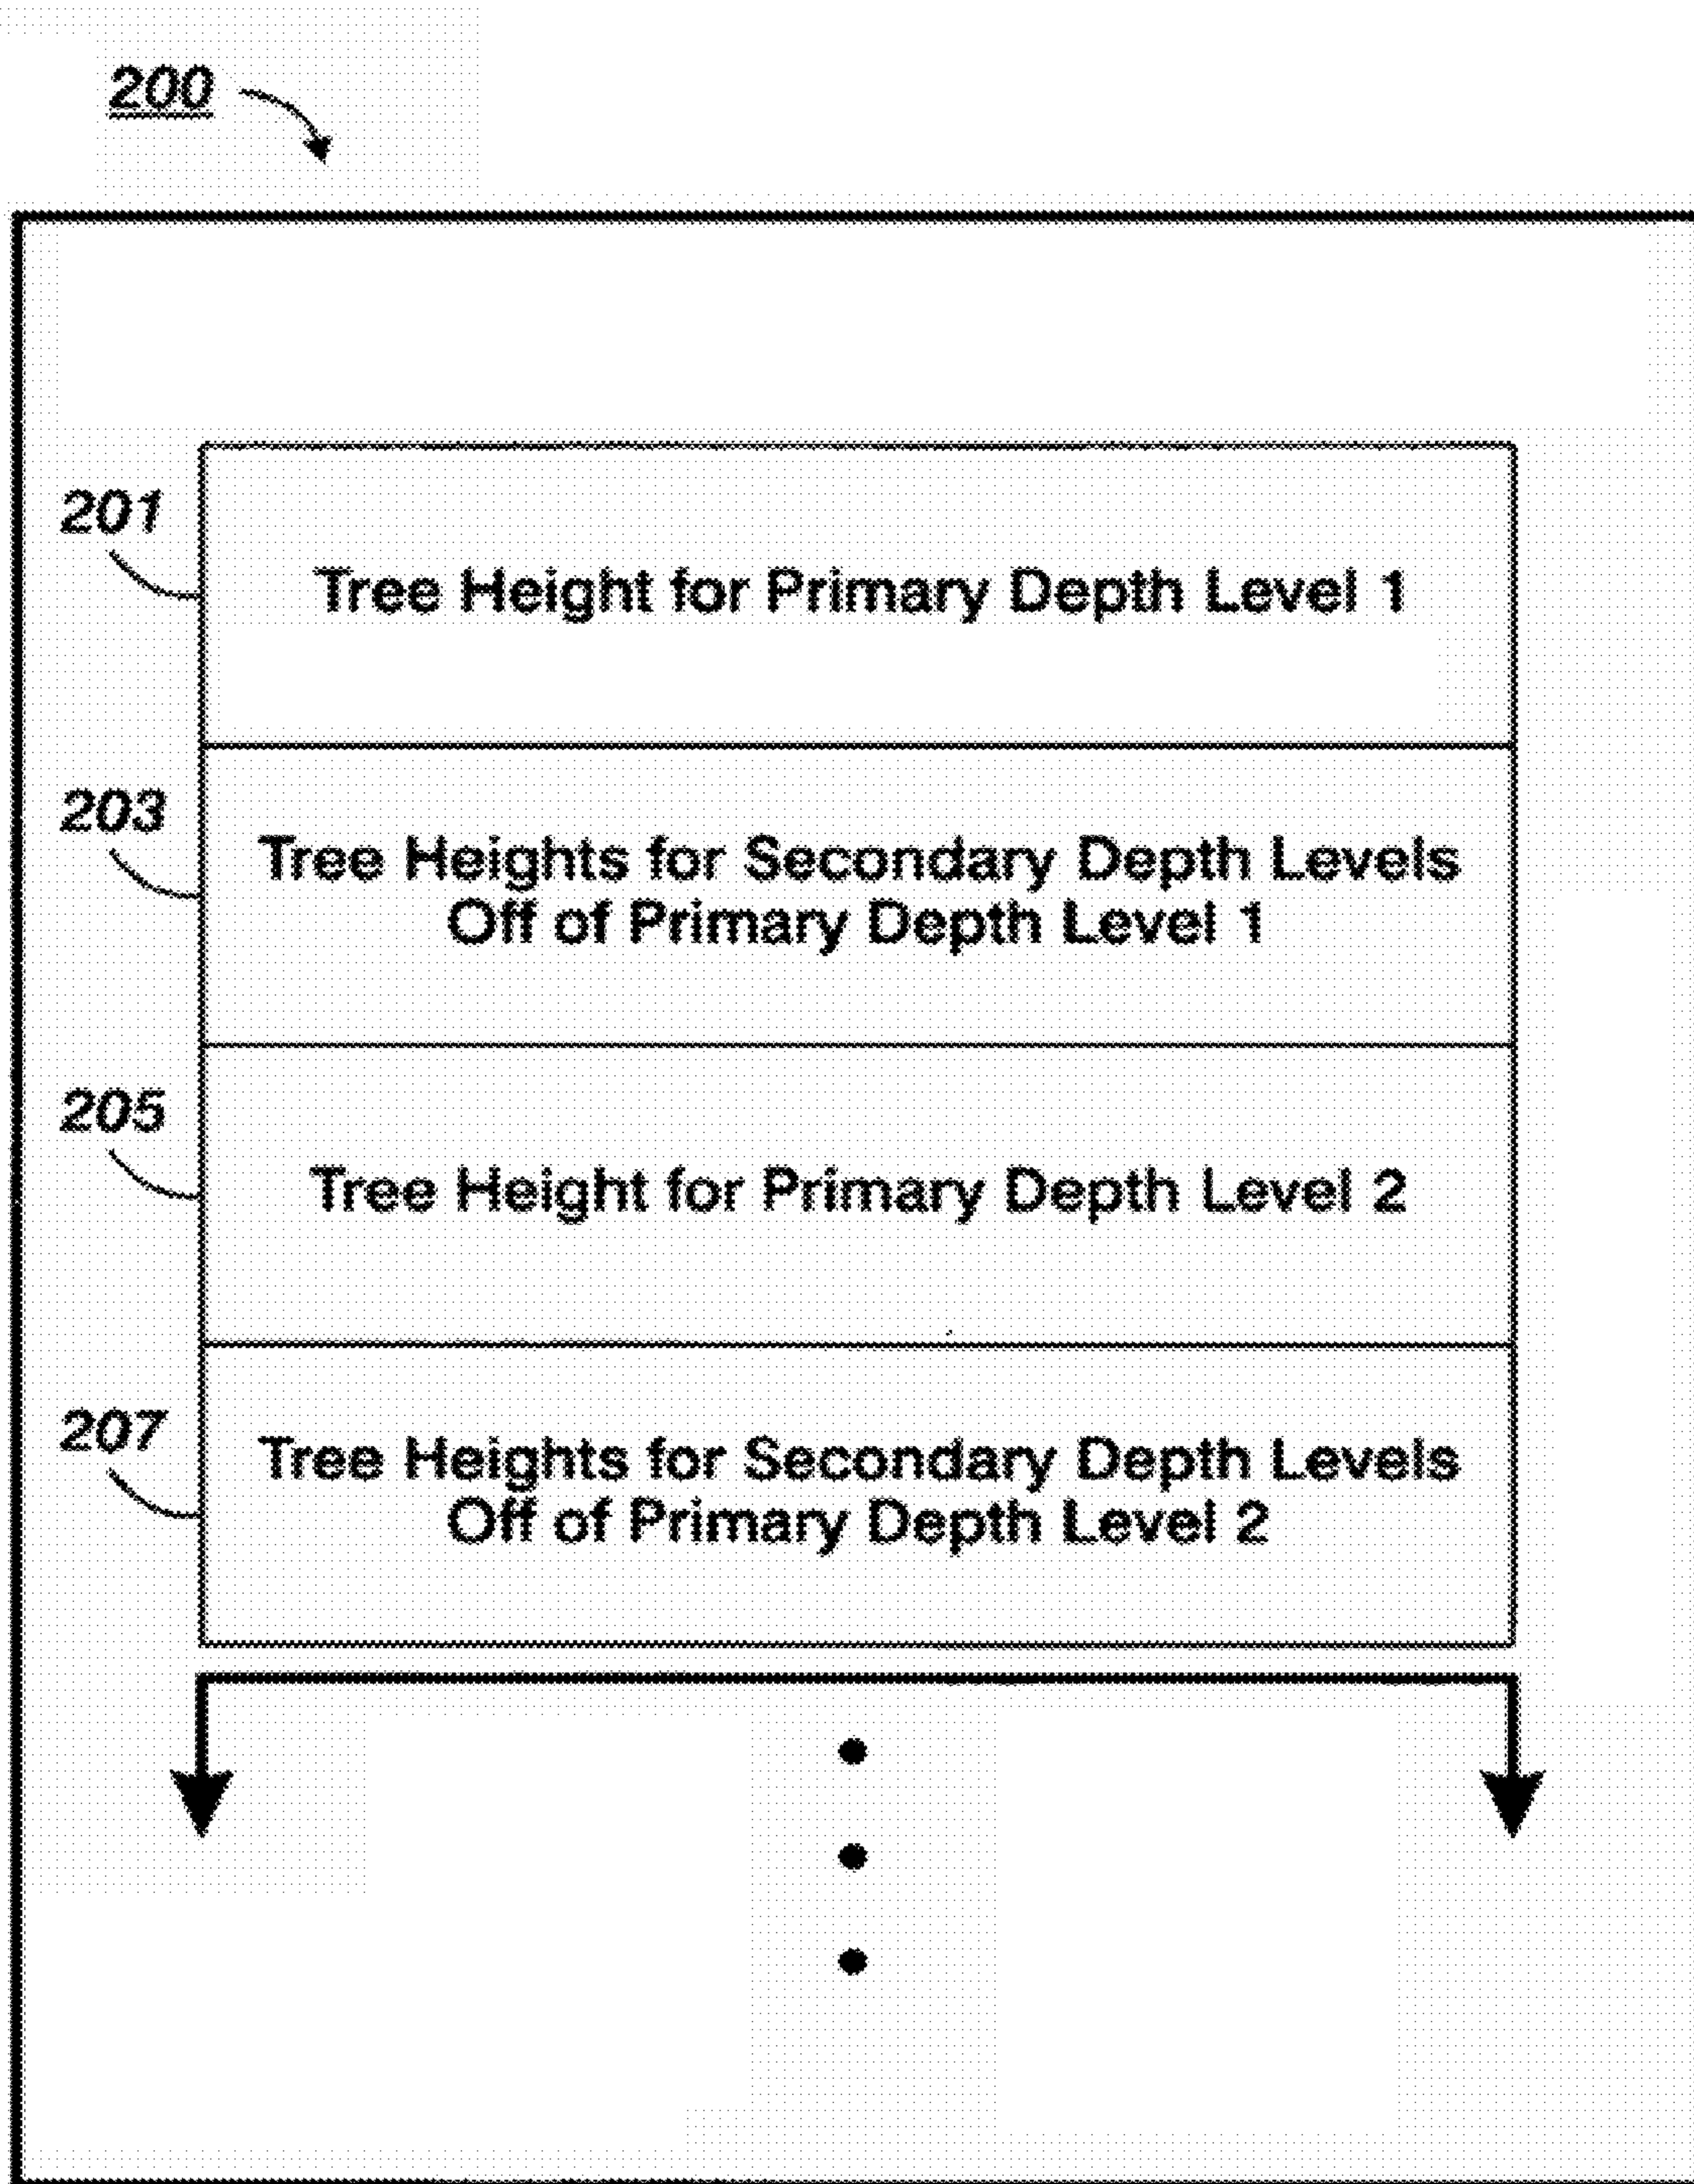 200
201
Tree Height for Primary Depth Level 1
203
Tree Heights for Secondary Depth Levels
Off of Primary Depth Level 1
205
Tree Height for Primary Depth Level 2
207
Tree Heights for Secondary Depth Levels
Off of Primary Depth Level 2